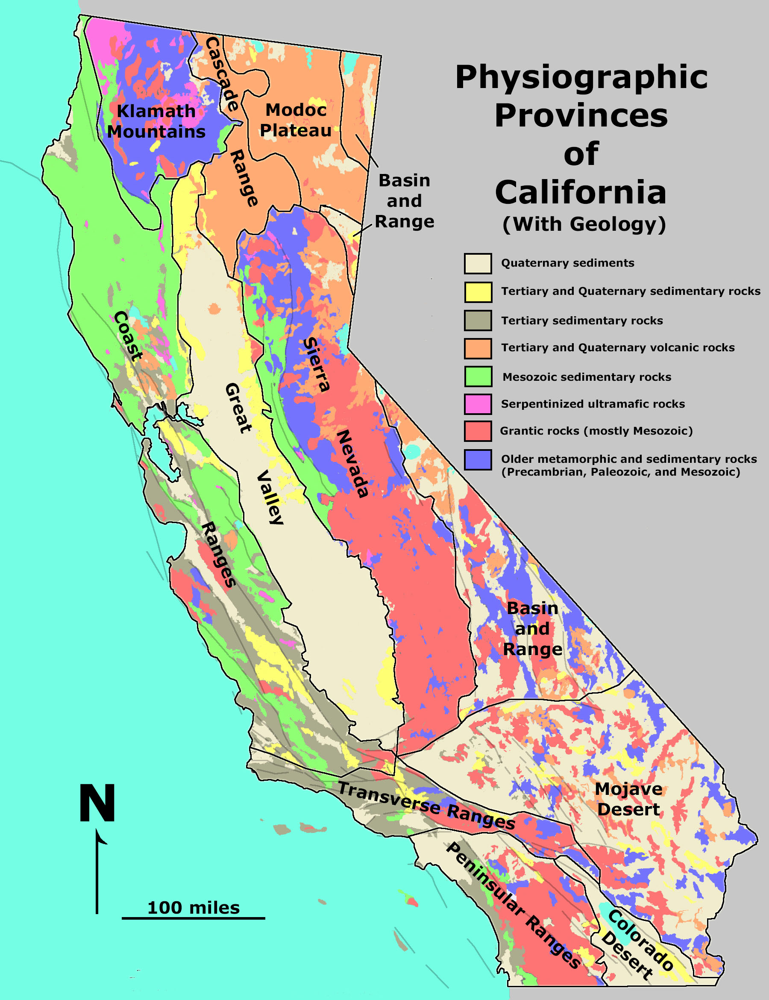 Physiographic
Provinces
of
California
(With Geology)
Quaternary sediments
Tertiary and Quaternary sedimentary rocks
Tertiary sedimentary rocks
Tertiary and Quaternary volcanic rocks
Mesozoic sedimentary rocks
Serpentinized ultramafic rocks
Grantic rocks (mostly Mesozoic)
Older metamorphic and sedimentary rocks
(Precambrian, Paleozoic, and Mesozoic)
Klamath
Mountains
Cascade
Range
Modoc
Plateau
Basin
and
Range
Coast
Ranges
Great
Valley
Sierra
Nevada
Basin
and
Range
Mojave
Desert
Transverse Ranges
Peninsular Ranges
Colorado
Desert
N
100 miles